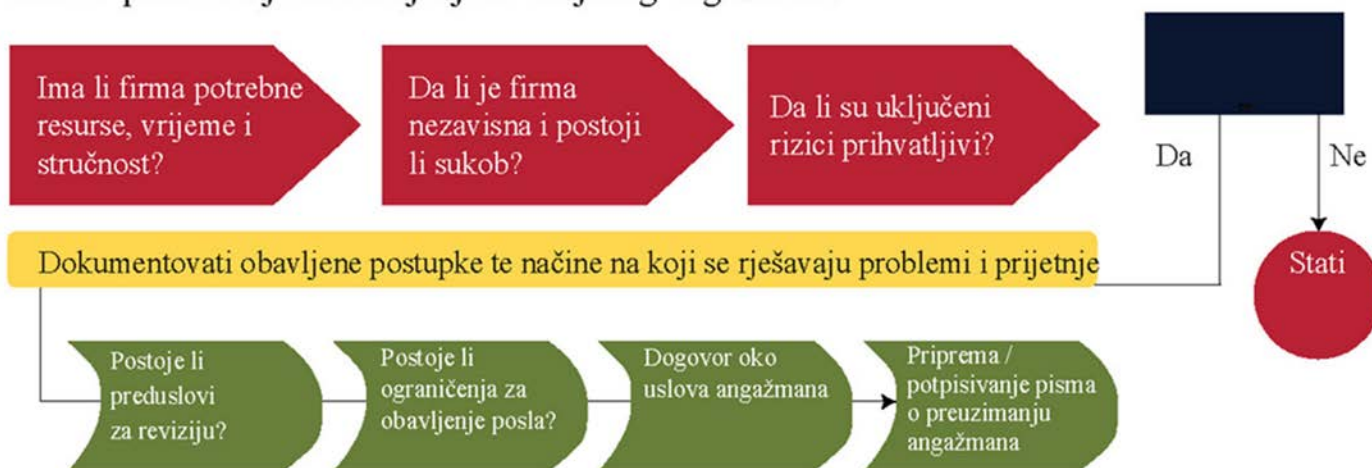 Ima li firma potrebne
resurse, vrijeme i
stručnost?
Da li je firma
nezavisna i postoji
li sukob?
Da li su uključeni
rizici prihvatljivi?
Da
Ne
Dokumentovati obavljene postupke te načine na koji se rješavaju problemi i prijetnje
Stati
Postoje li
preduslovi
za reviziju?
Postoje li
ograničenja za
obavljenje posla?
Dogovor oko
uslova angažmana
Priprema /
potpisivanje pisma
o preuzimanju
angažmana